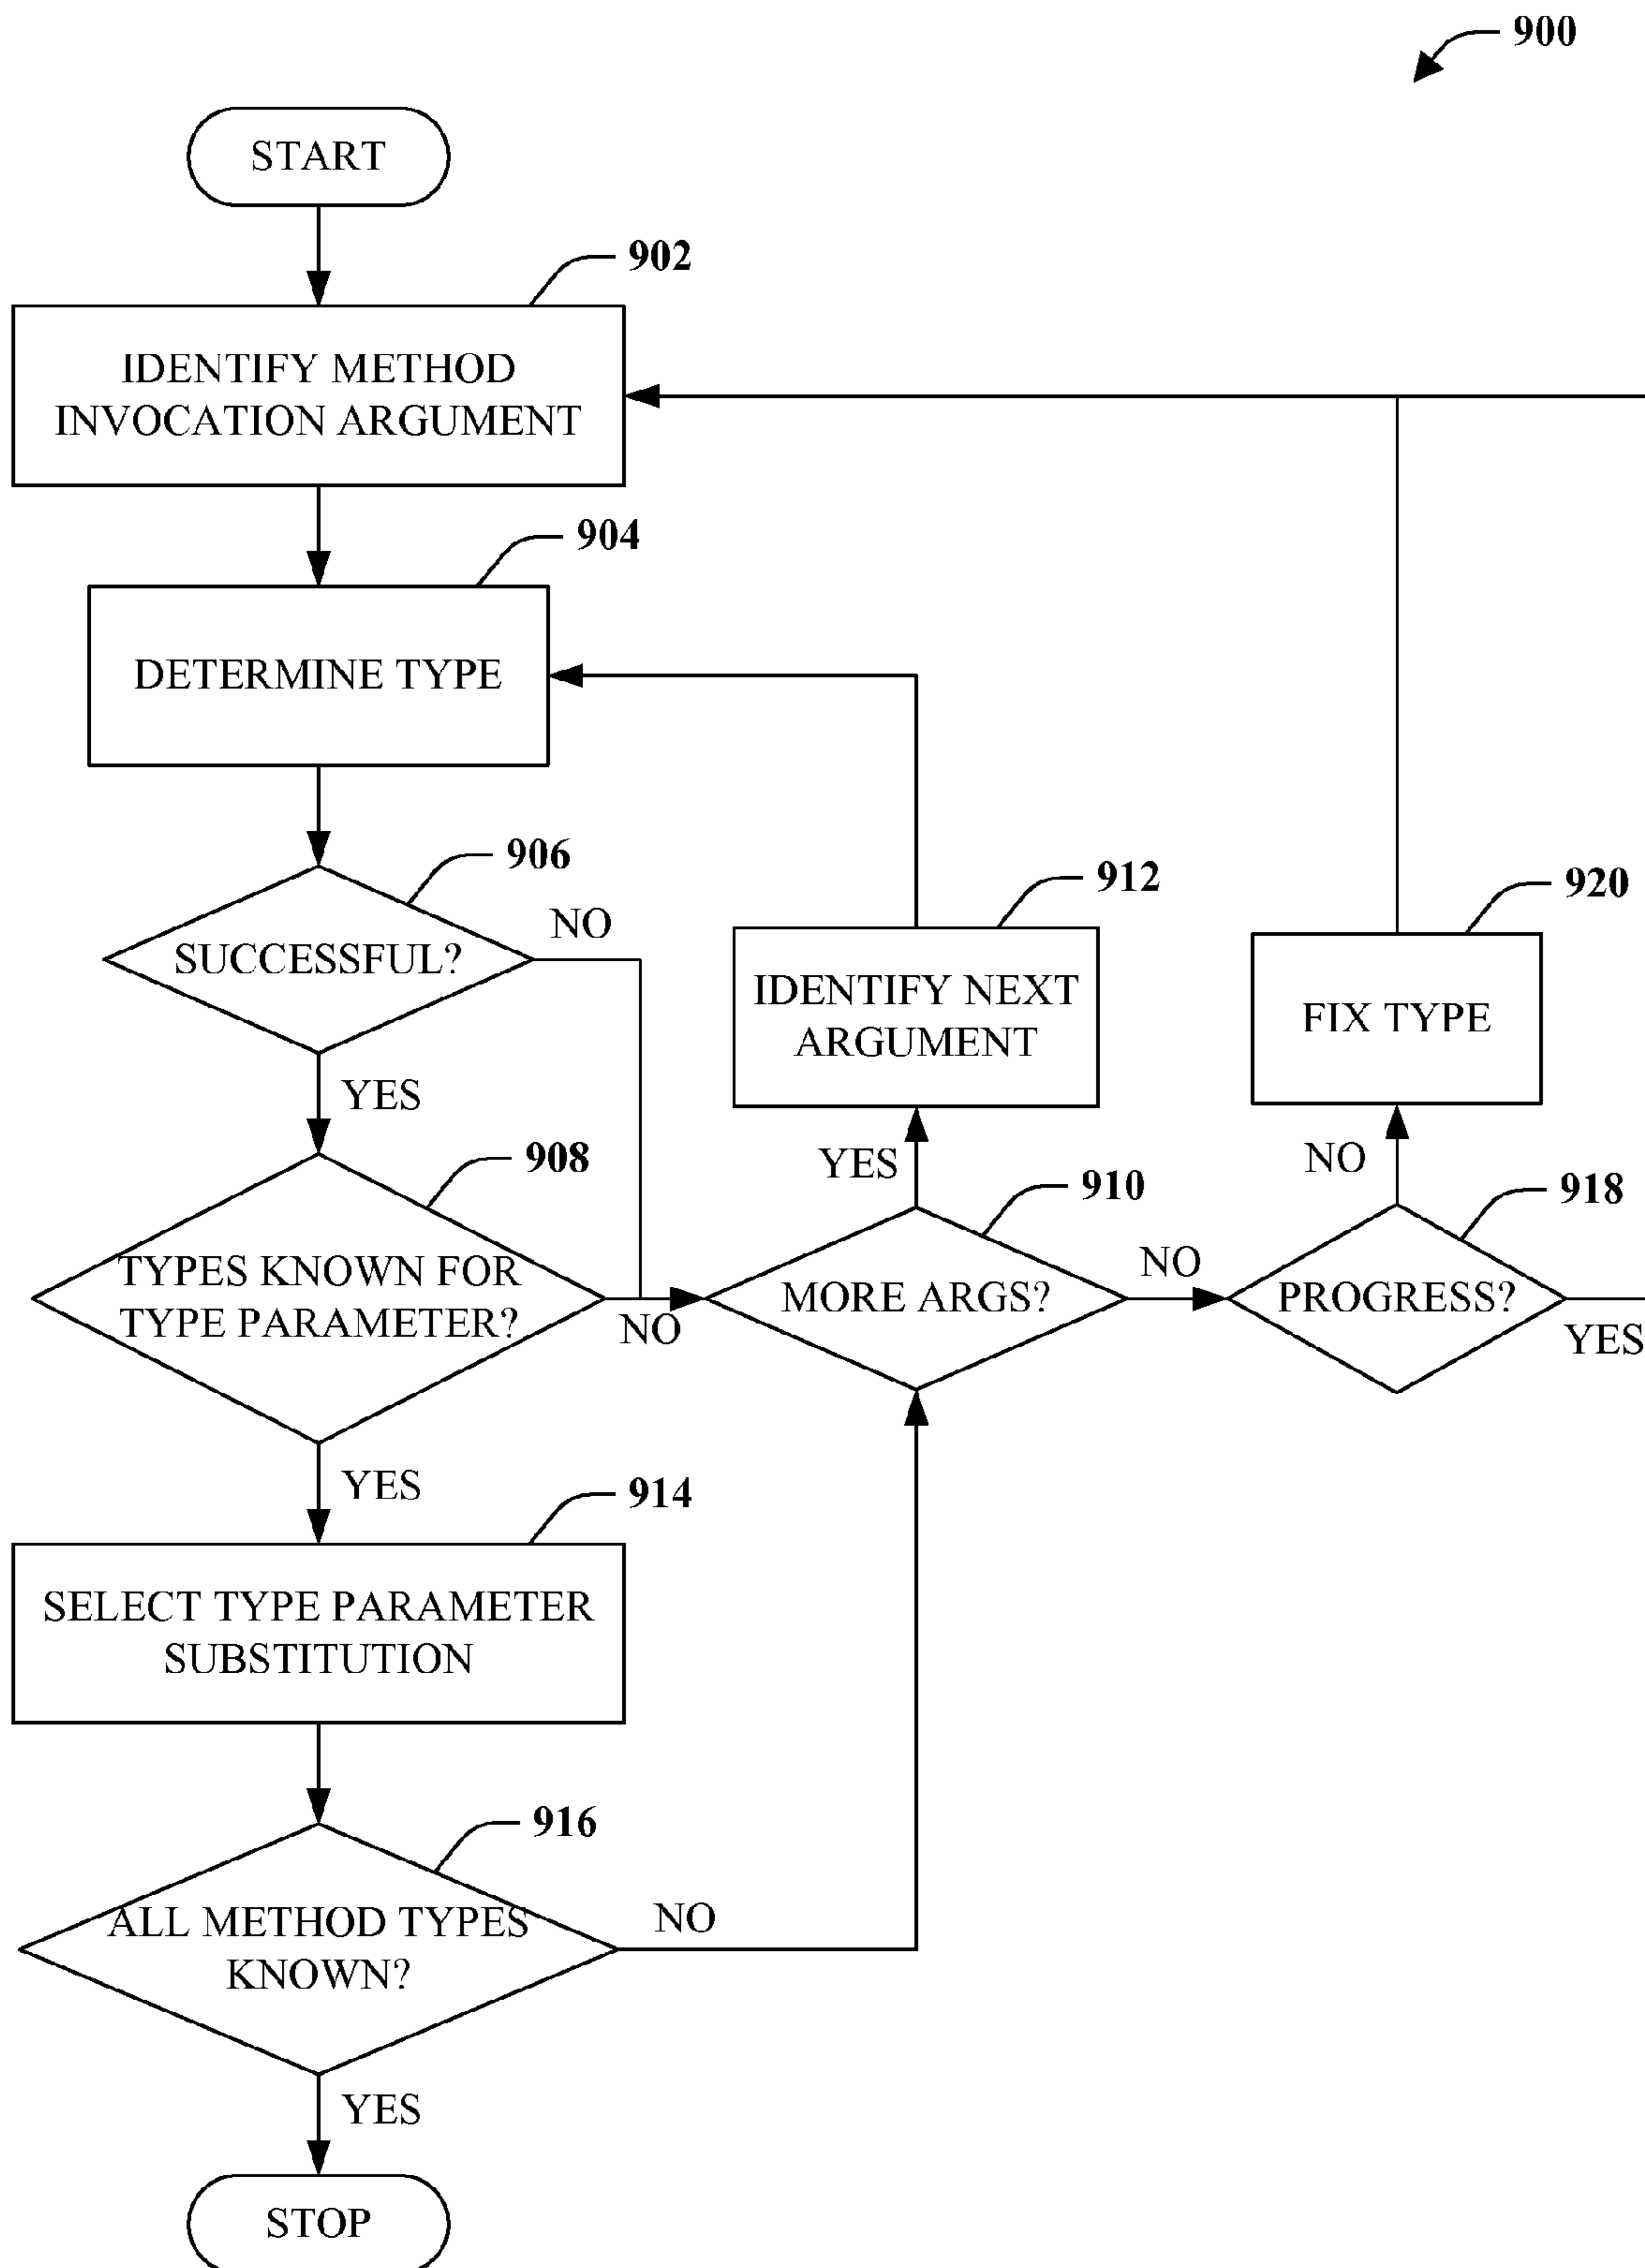 900
START
902
IDENTIFY METHOD
INVOCATION ARGUMENT
904
DETERMINE TYPE
906
SUCCESSFUL?
NO
YES
908
TYPES KNOWN FOR
TYPE PARAMETER?
NO
YES
912
IDENTIFY NEXT
ARGUMENT
YES
910
MORE ARGS?
NO
920
FIX TYPE
NO
918
PROGRESS?
YES
914
SELECT TYPE PARAMETER
SUBSTITUTION
916
ALL METHOD TYPES
KNOWN?
NO
YES
STOP